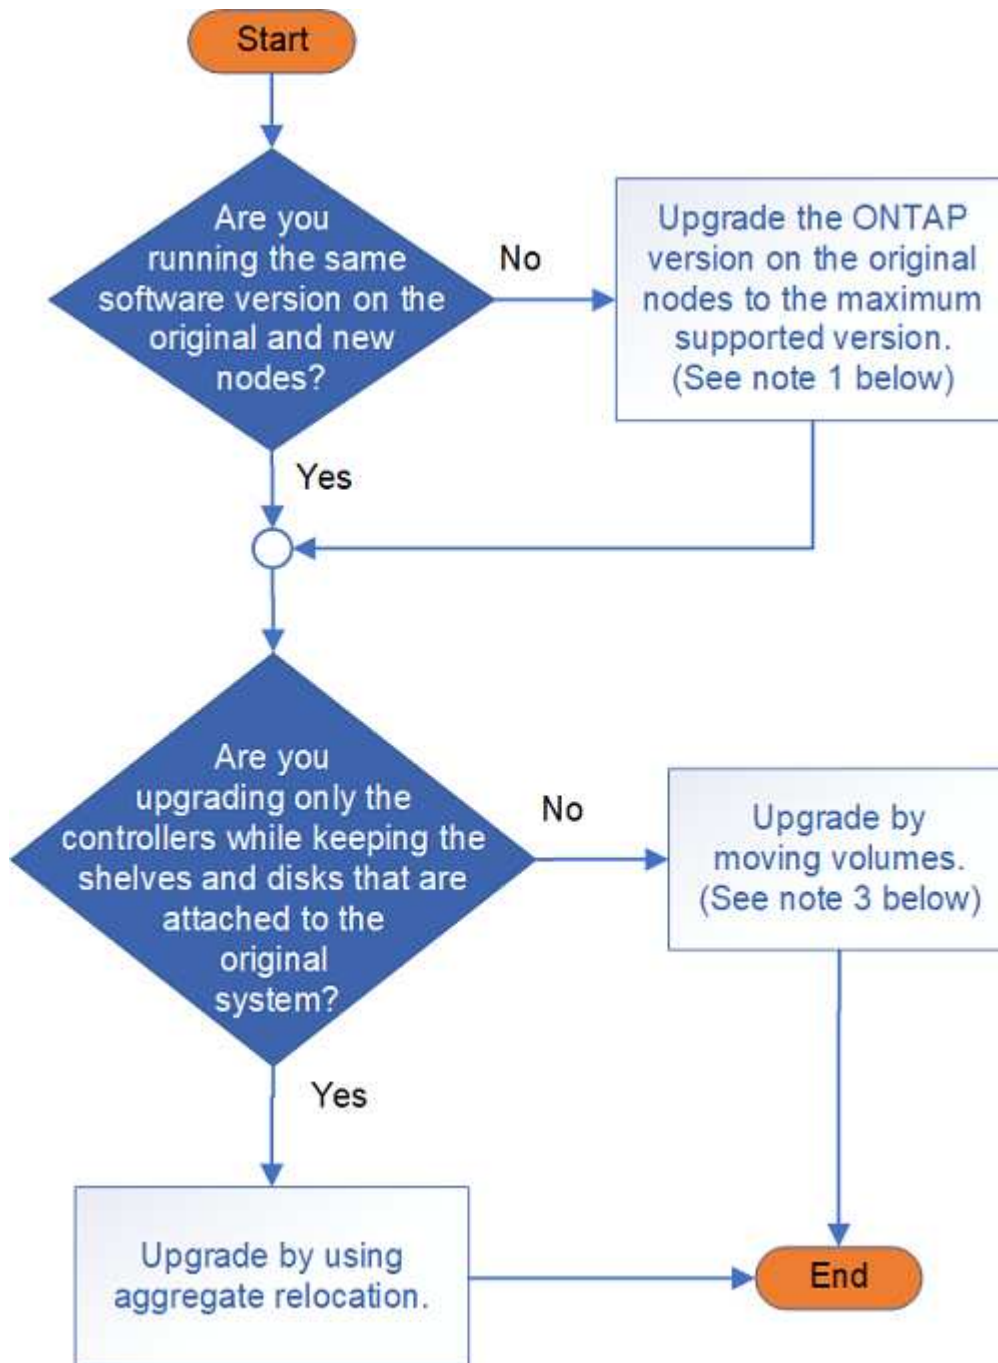 Start
Are you
running the same
software version on the
original and new
nodes?
No
Upgrade the ONTAP
version on the original
nodes to the maximum
supported version.
(See note 1 below)
Yes
Are you
upgrading only the
controllers while keeping the
shelves and disks that are
attached to the
original
system?
No
Upgrade by
moving volumes.
(See note 3 below)
Yes
Upgrade by using
aggregate relocation.
End